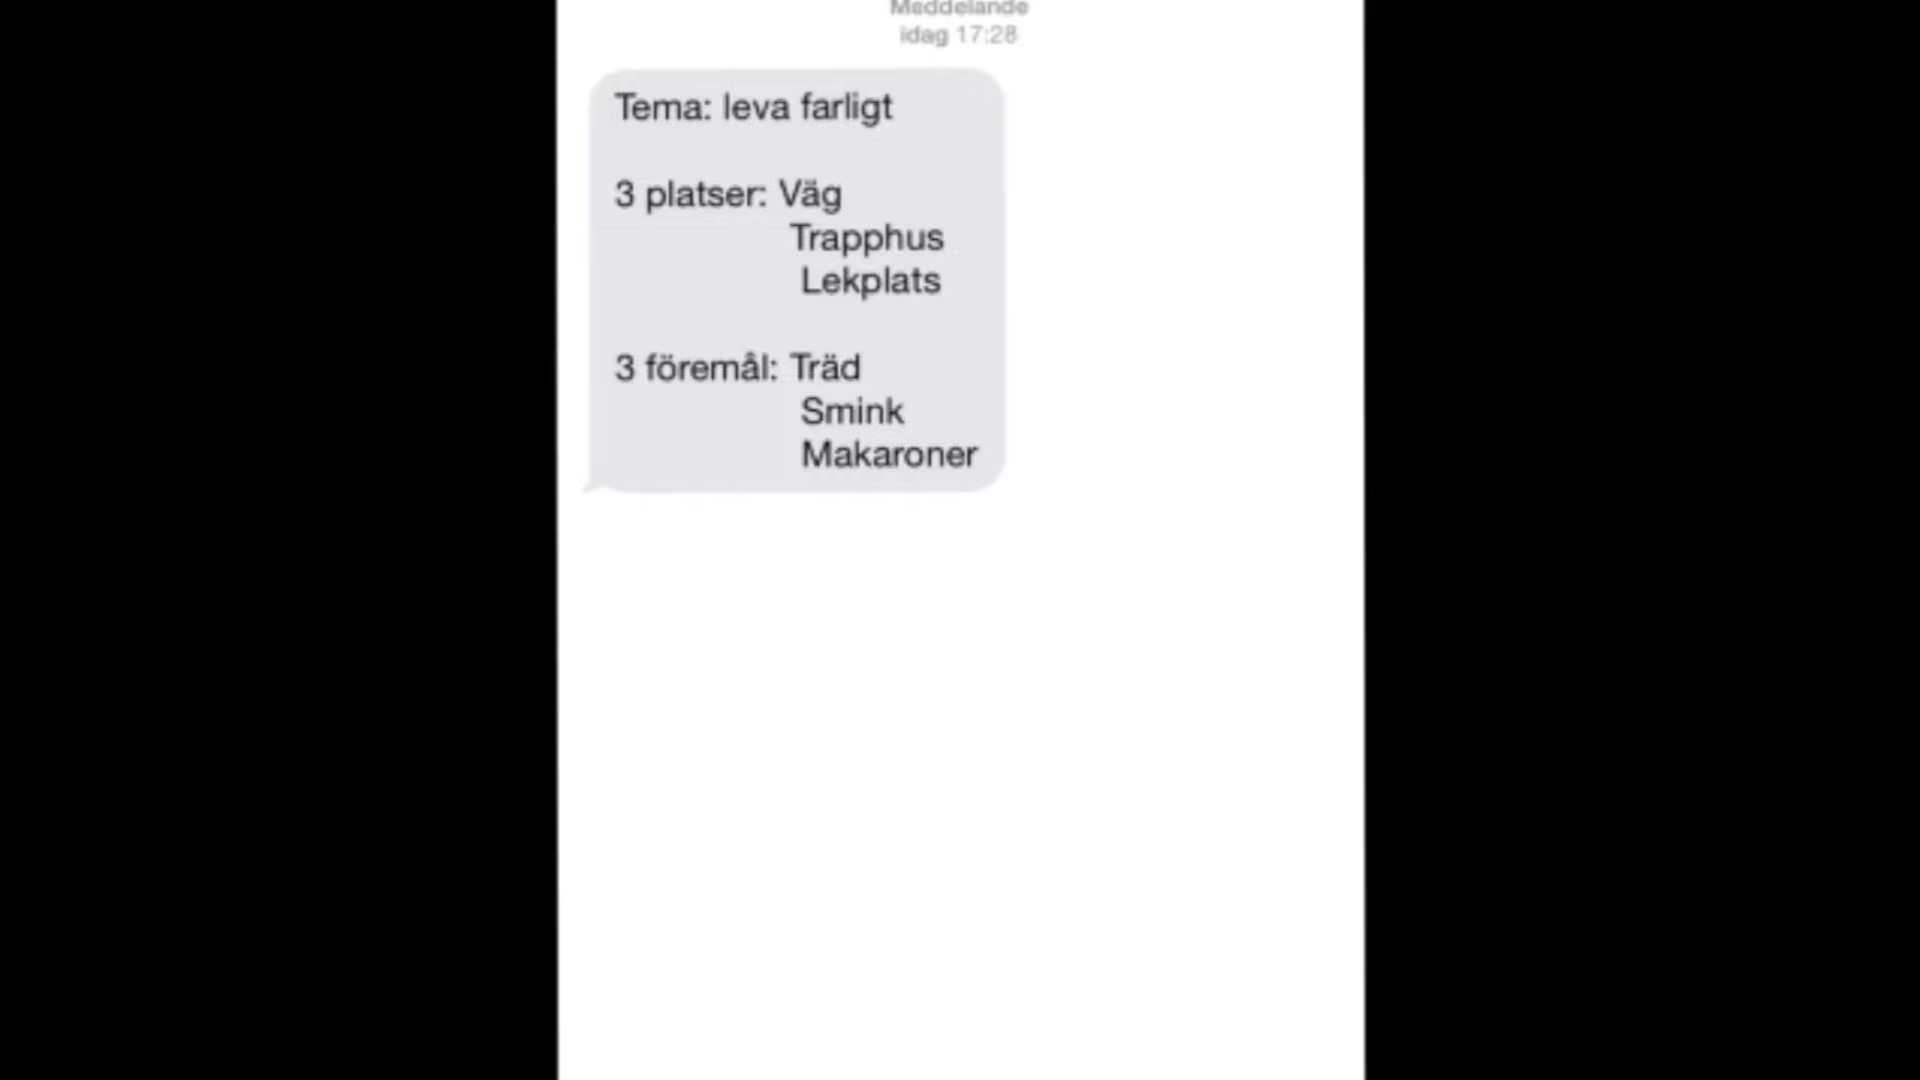 Meddelande
idag 17:28
Tema: leva farligt
3 platser: Väg
Trapphus
Lekplats
3 föremål: Träd
Smink
Makaroner